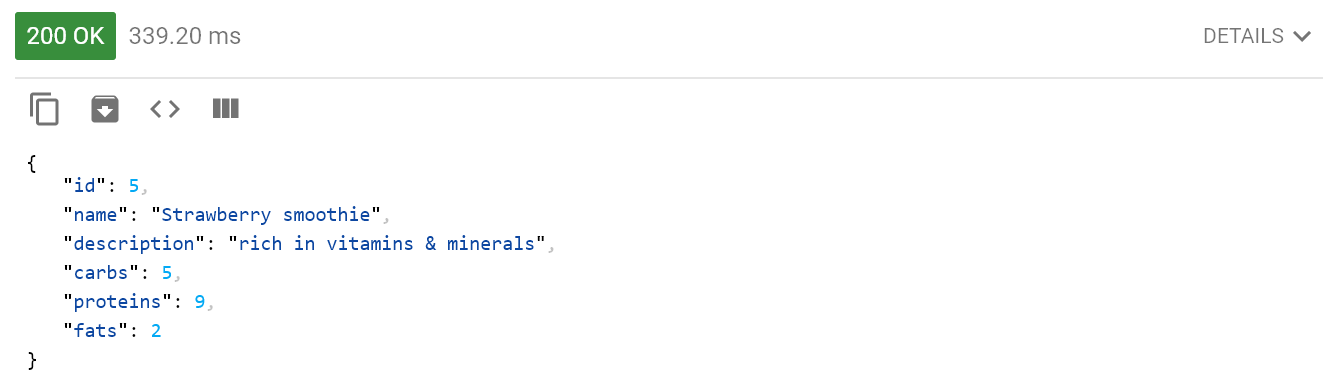 200 OK 339.20 ms DETAILS
{
"id": 5,
"name": "Strawberry smoothie",
"description": "rich in vitamins & minerals",
"carbs": 5,
"proteins": 9,
"fats": 2
}